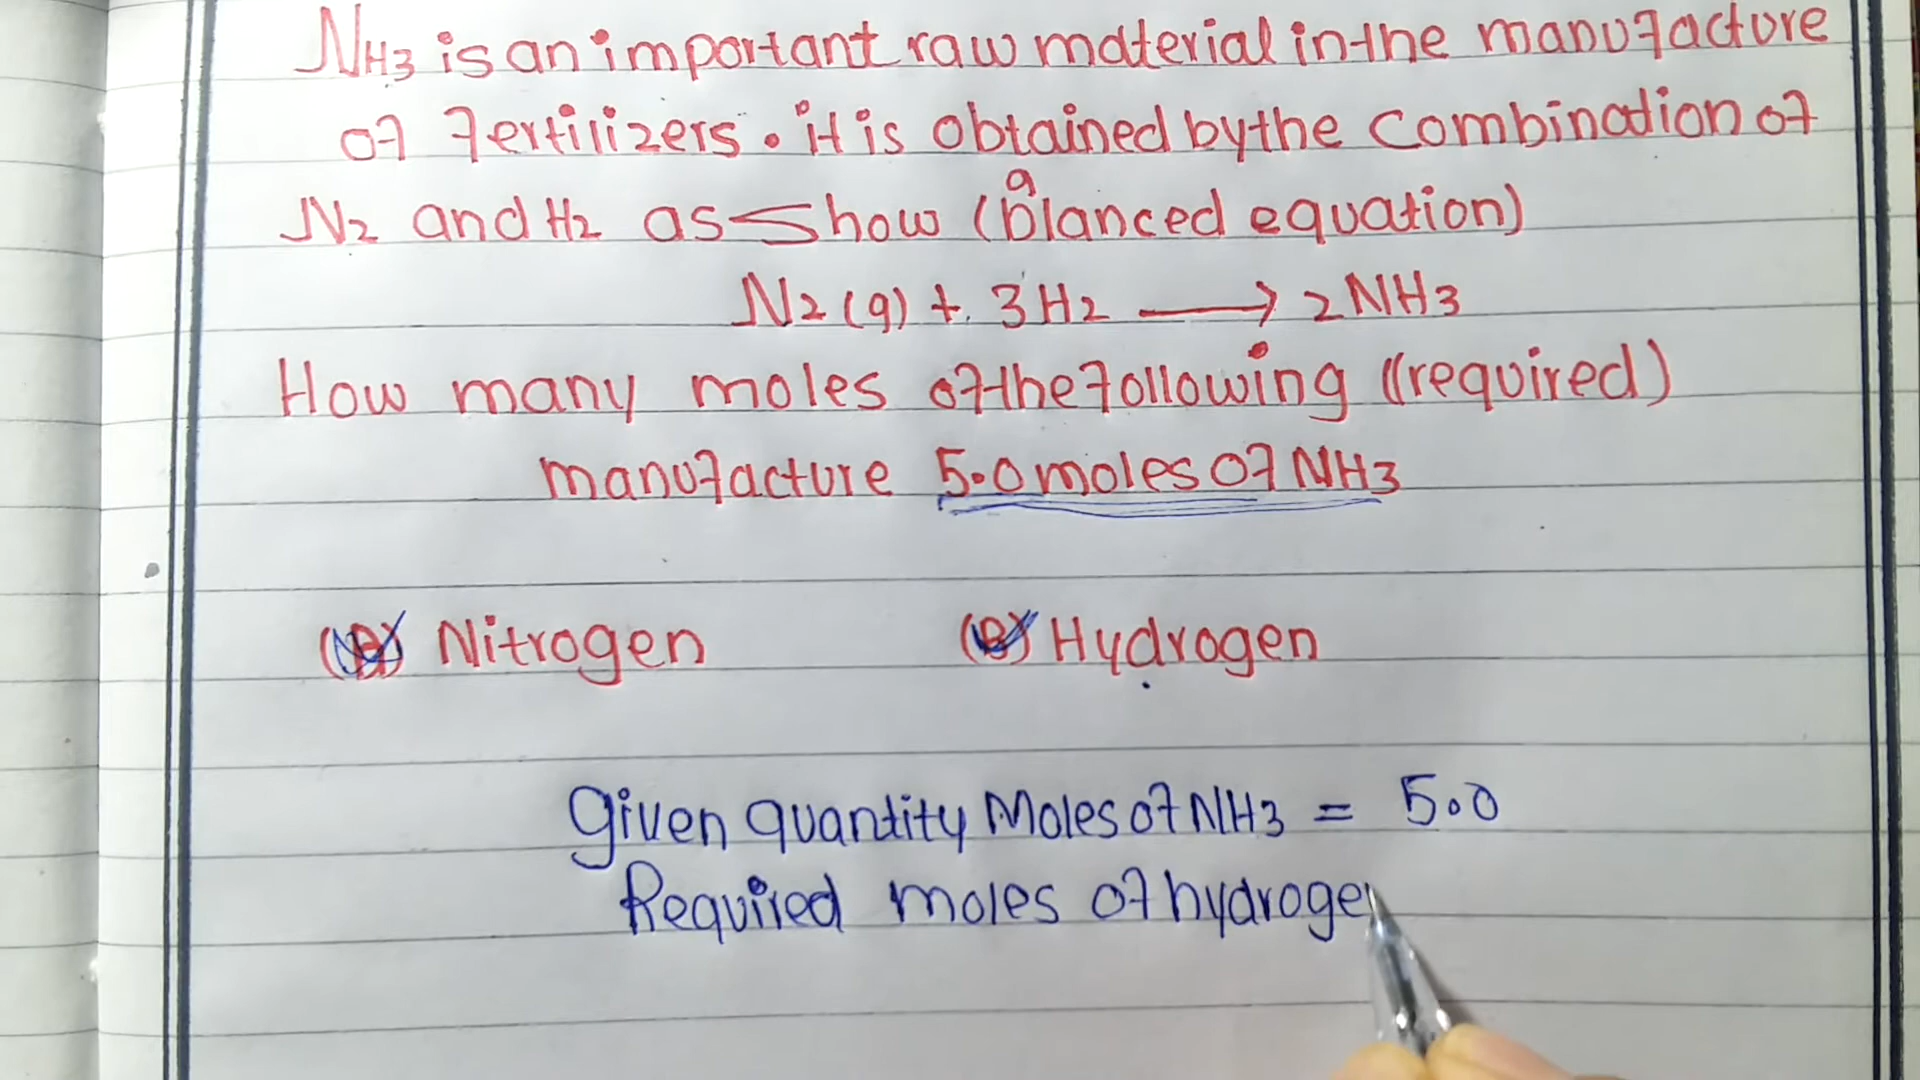 NH3 is an important raw material in the manufacture
of fertilizers. it is obtained by the combination of
N2 and H2 as show (balanced equation)
N2 (g) + 3H2 → 2NH3
How many moles of the following ((required)
manufacture 5.0 moles of NH3
Nitrogen (B) Hydrogen
Given quantity Moles of NH3 = 5.0
Required moles of hydrogen